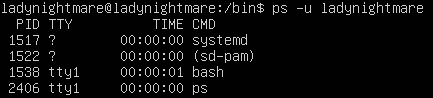 ladynightmare@ladynightmare:/bin$ ps -u ladynightmare
PID TTY TIME CMD
1517 ? 00:00:00 systemd
1522 ? 00:00:00 (sd-pam)
1538 tty1 00:00:01 bash
2406 tty1 00:00:00 ps